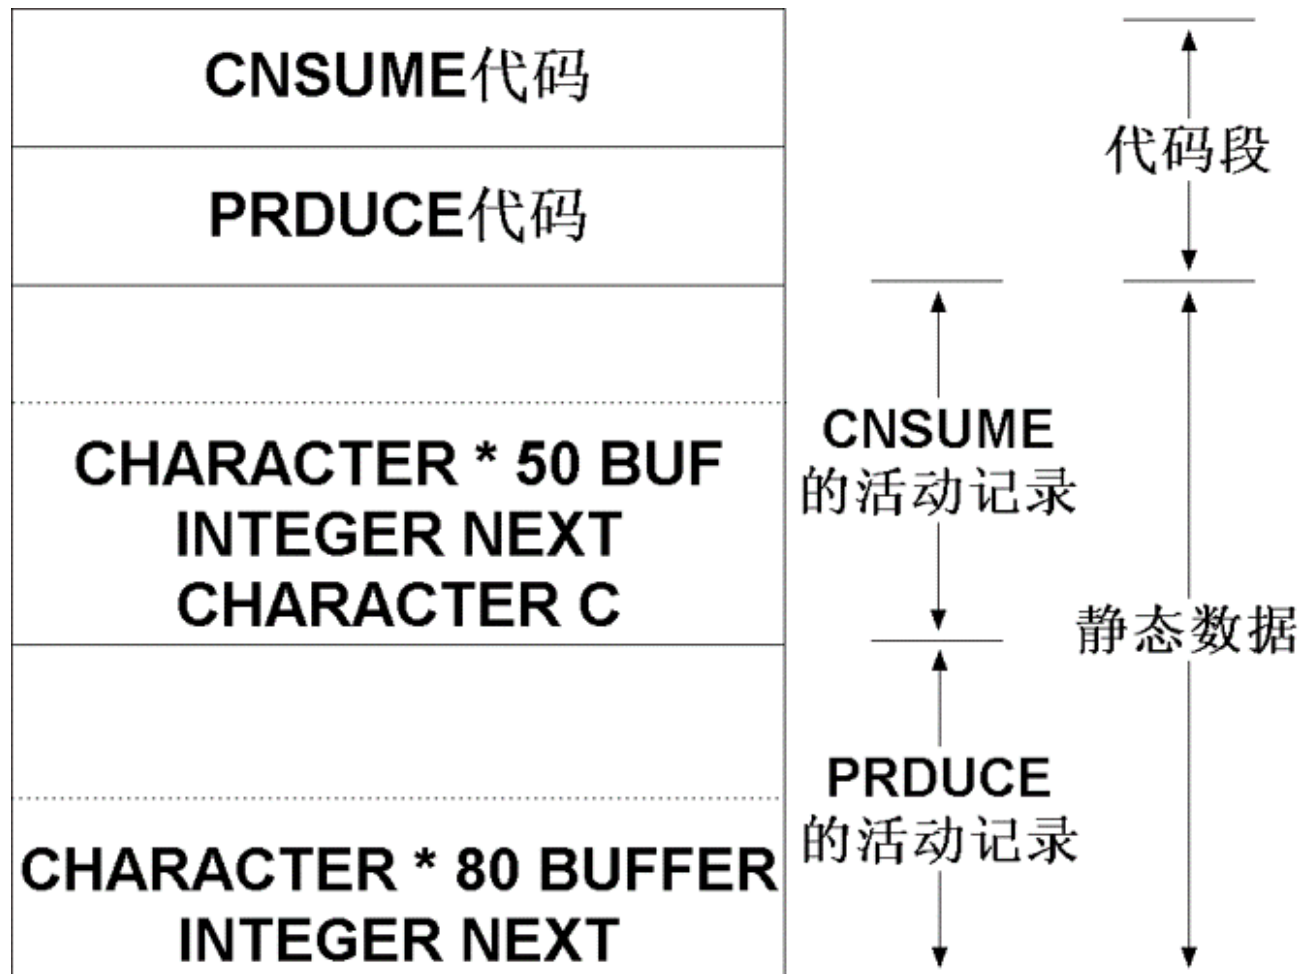 CNSUME代码
代码段
PRDUCE代码
CHARACTER * 50 BUF
INTEGER NEXT
CHARACTER C
CNSUME
的活动记录
静态数据
CHARACTER * 80 BUFFER
INTEGER NEXT
PRDUCE
的活动记录